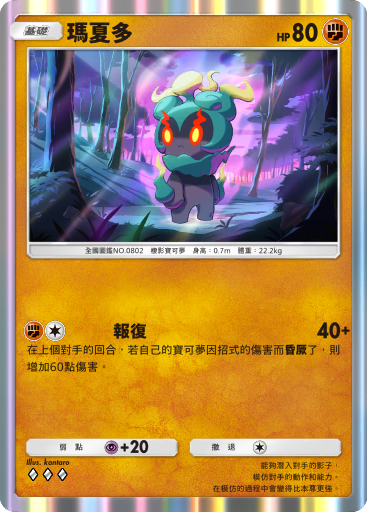 基礎 瑪夏多 HP 80
全國圖鑑NO.0802 棲影寶可夢 身高：0.7m 體重：22.2kg
報復 40+
在上個對手的回合，若自己的寶可夢因招式的傷害而昏厥了，則
增加60點傷害。
弱點 +20 撤退
Illus. kantaro
能夠潛入對手的影子，
模仿對手的動作和能力。
在模仿的過程中會變得比本尊更強。